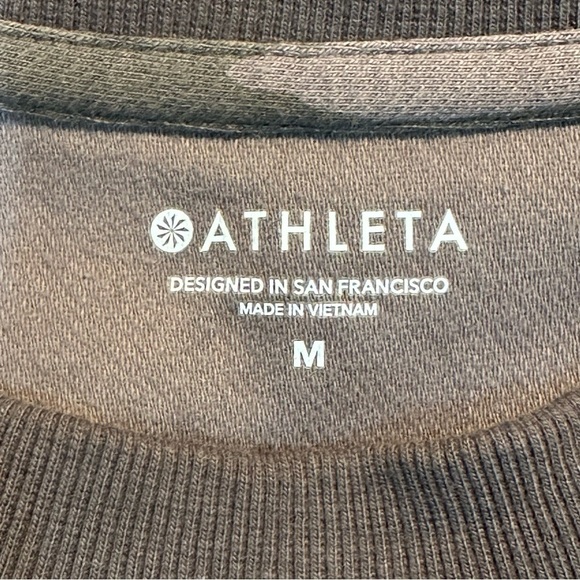 ATHLETA
DESIGNED IN SAN FRANCISCO
MADE IN VIETNAM
M